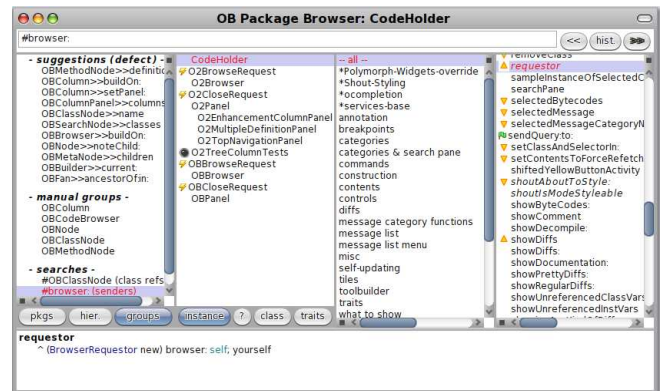 OB Package Browser: CodeHolder
#browser:
<< hist. >>
- suggestions (defect) -
OBMethodNode>>definitic
OBColumn>>buildOn:
OBColumn>>setPanel:
OBColumnPanel>>columns
OBClassNode>>name
OBSearchNode>>classes
OBBrowser>>buildOn:
OBNode>>noteChild:
OBMetaNode>>children
OBBuilder>>current:
OBFan>>ancestorOf:in:
- manual groups -
OBColumn
OBCodeBrowser
OBNode
OBClassNode
OBMethodNode
- searches -
#OBClassNode (class refs
#browser: (senders)
pkgs hier. groups
CodeHolder
O2BrowseRequest
O2Browser
O2CloseRequest
O2Panel
O2EnhancementColumnPanel
O2MultipleDefinitionPanel
O2TopNavigationPanel
O2TreeColumnTests
OBBrowseRequest
OBBrowser
OBCloseRequest
OBPanel
instance ? class traits
-- all --
*Polymorph-Widgets-override
*Shout-Styling
*ocompletion
*services-base
annotation
breakpoints
categories
categories & search pane
commands
construction
contents
controls
diffs
message category functions
message list
message list menu
misc
self-updating
tiles
toolbuilder
traits
what to show
removeClass
requestor
sampleInstanceOfSelectedC
searchPane
selectedBytecodes
selectedMessage
selectedMessageCategoryN
sendQuery:to:
setClassAndSelectorIn:
setContentsToForceRefetch
shiftedYellowButtonActivity
shoutAboutToStyle:
shoutIsModeStyleable
showByteCodes:
showComment
showDecompile:
showDiffs
showDiffs:
showDocumentation:
showPrettyDiffs:
showRegularDiffs:
showUnreferencedClassVars
showUnreferencedInstVars
requestor
^ (BrowserRequestor new) browser: self; yourself